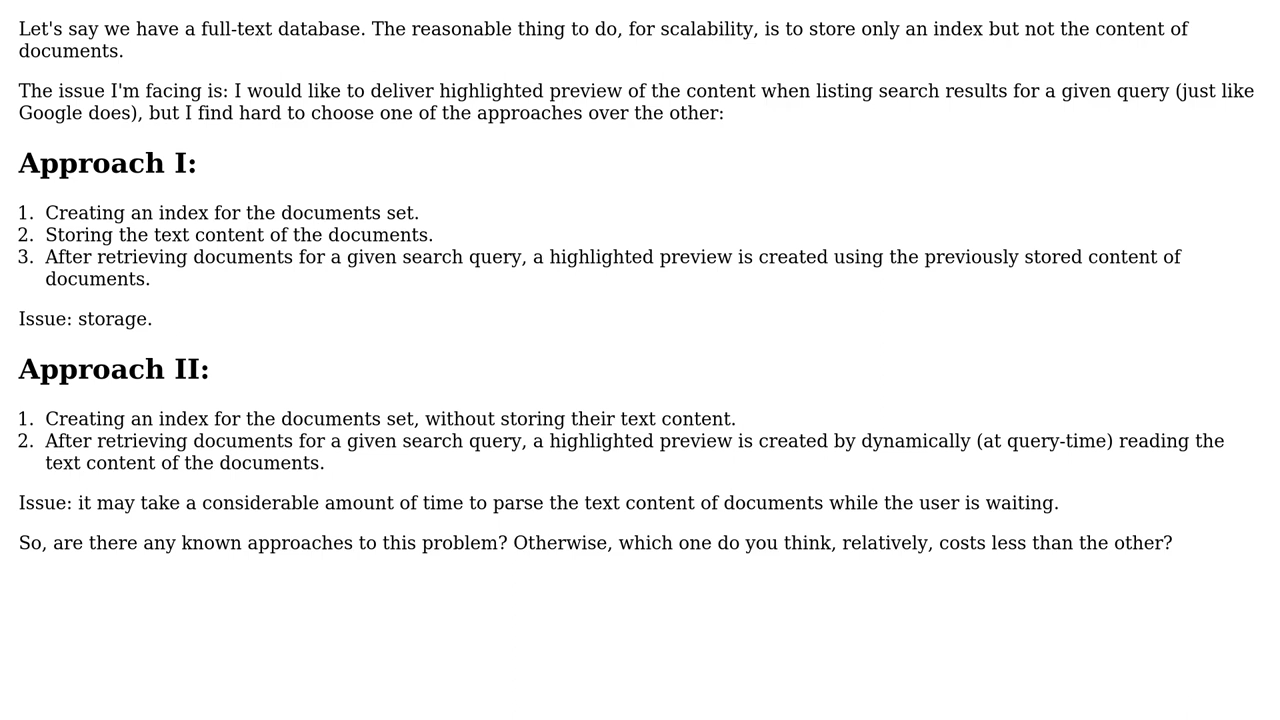 Let's say we have a full-text database. The reasonable thing to do, for scalability, is to store only an index but not the content of
documents.
The issue I'm facing is: I would like to deliver highlighted preview of the content when listing search results for a given query (just like
Google does), but I find hard to choose one of the approaches over the other:
Approach I:
1. Creating an index for the documents set.
2. Storing the text content of the documents.
3. After retrieving documents for a given search query, a highlighted preview is created using the previously stored content of
documents.
Issue: storage.
Approach II:
1. Creating an index for the documents set, without storing their text content.
2. After retrieving documents for a given search query, a highlighted preview is created by dynamically (at query-time) reading the
text content of the documents.
Issue: it may take a considerable amount of time to parse the text content of documents while the user is waiting.
So, are there any known approaches to this problem? Otherwise, which one do you think, relatively, costs less than the other?